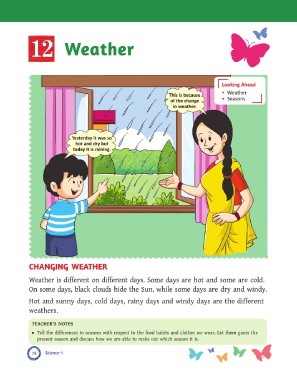 12 Weather
Looking Ahead
• Weather
• Seasons
This is because
of the change
in weather.
Yesterday it was so
hot and dry but
today it is raining.
CHANGING WEATHER
Weather is different on different days. Some days are hot and some are cold.
On some days, black clouds hide the Sun, while some days are dry and windy.
Hot and sunny days, cold days, rainy days and windy days are the different
weathers.
TEACHER'S NOTES
• Tell the differences in seasons with respect to the food habits and clothes we wear. Let them guess the
present season and discuss how we are able to make out which season it is.
Science-1